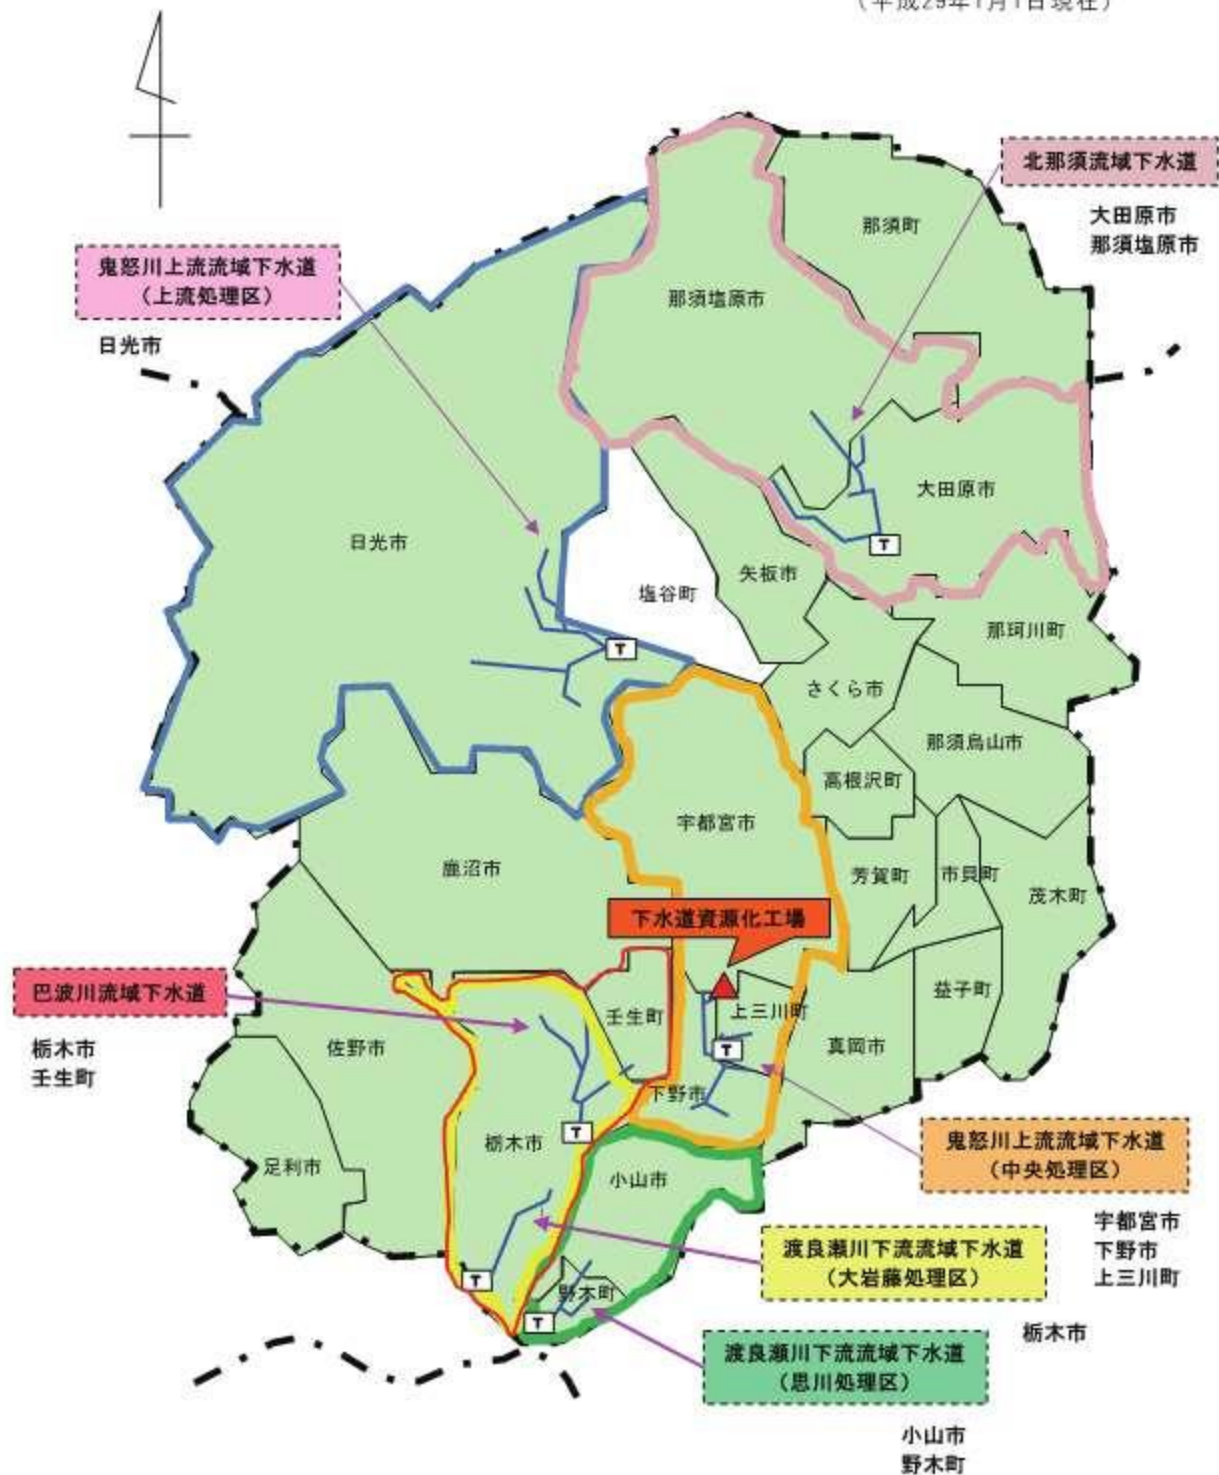 （平成29年1月1日現在）
北那須流域下水道
大田原市
那須塩原市
那須町
鬼怒川上流流域下水道
（上流処理区）
日光市
那須塩原市
大田原市
日光市
矢板市
塩谷町
那珂川町
さくら市
那須烏山市
高根沢町
宇都宮市
鹿沼市
芳賀町
市貝町
茂木町
下水道資源化工場
巴波川流域下水道
栃木市
壬生町
益子町
壬生町
上三川町
佐野市
真岡市
下野市
栃木市
足利市
小山市
鬼怒川上流流域下水道
（中央処理区）
宇都宮市
下野市
上三川町
渡良瀬川下流流域下水道
（大岩藤処理区）
栃木市
野木町
渡良瀬川下流流域下水道
（思川処理区）
小山市
野木町
T
T
T
T
T
T